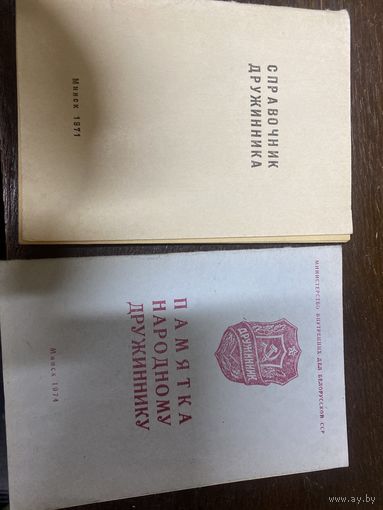 СПРАВОЧНИК
ДРУЖИННИКА
Минск 1971
МИНИСТЕРСТВО ВНУТРЕННИХ ДЕЛ БЕЛОРУССКОЙ ССР
ДРУЖИННИК
ПАМЯТКА
НАРОДНОМУ
ДРУЖИННИКУ
Минск 1974
www.ay.by